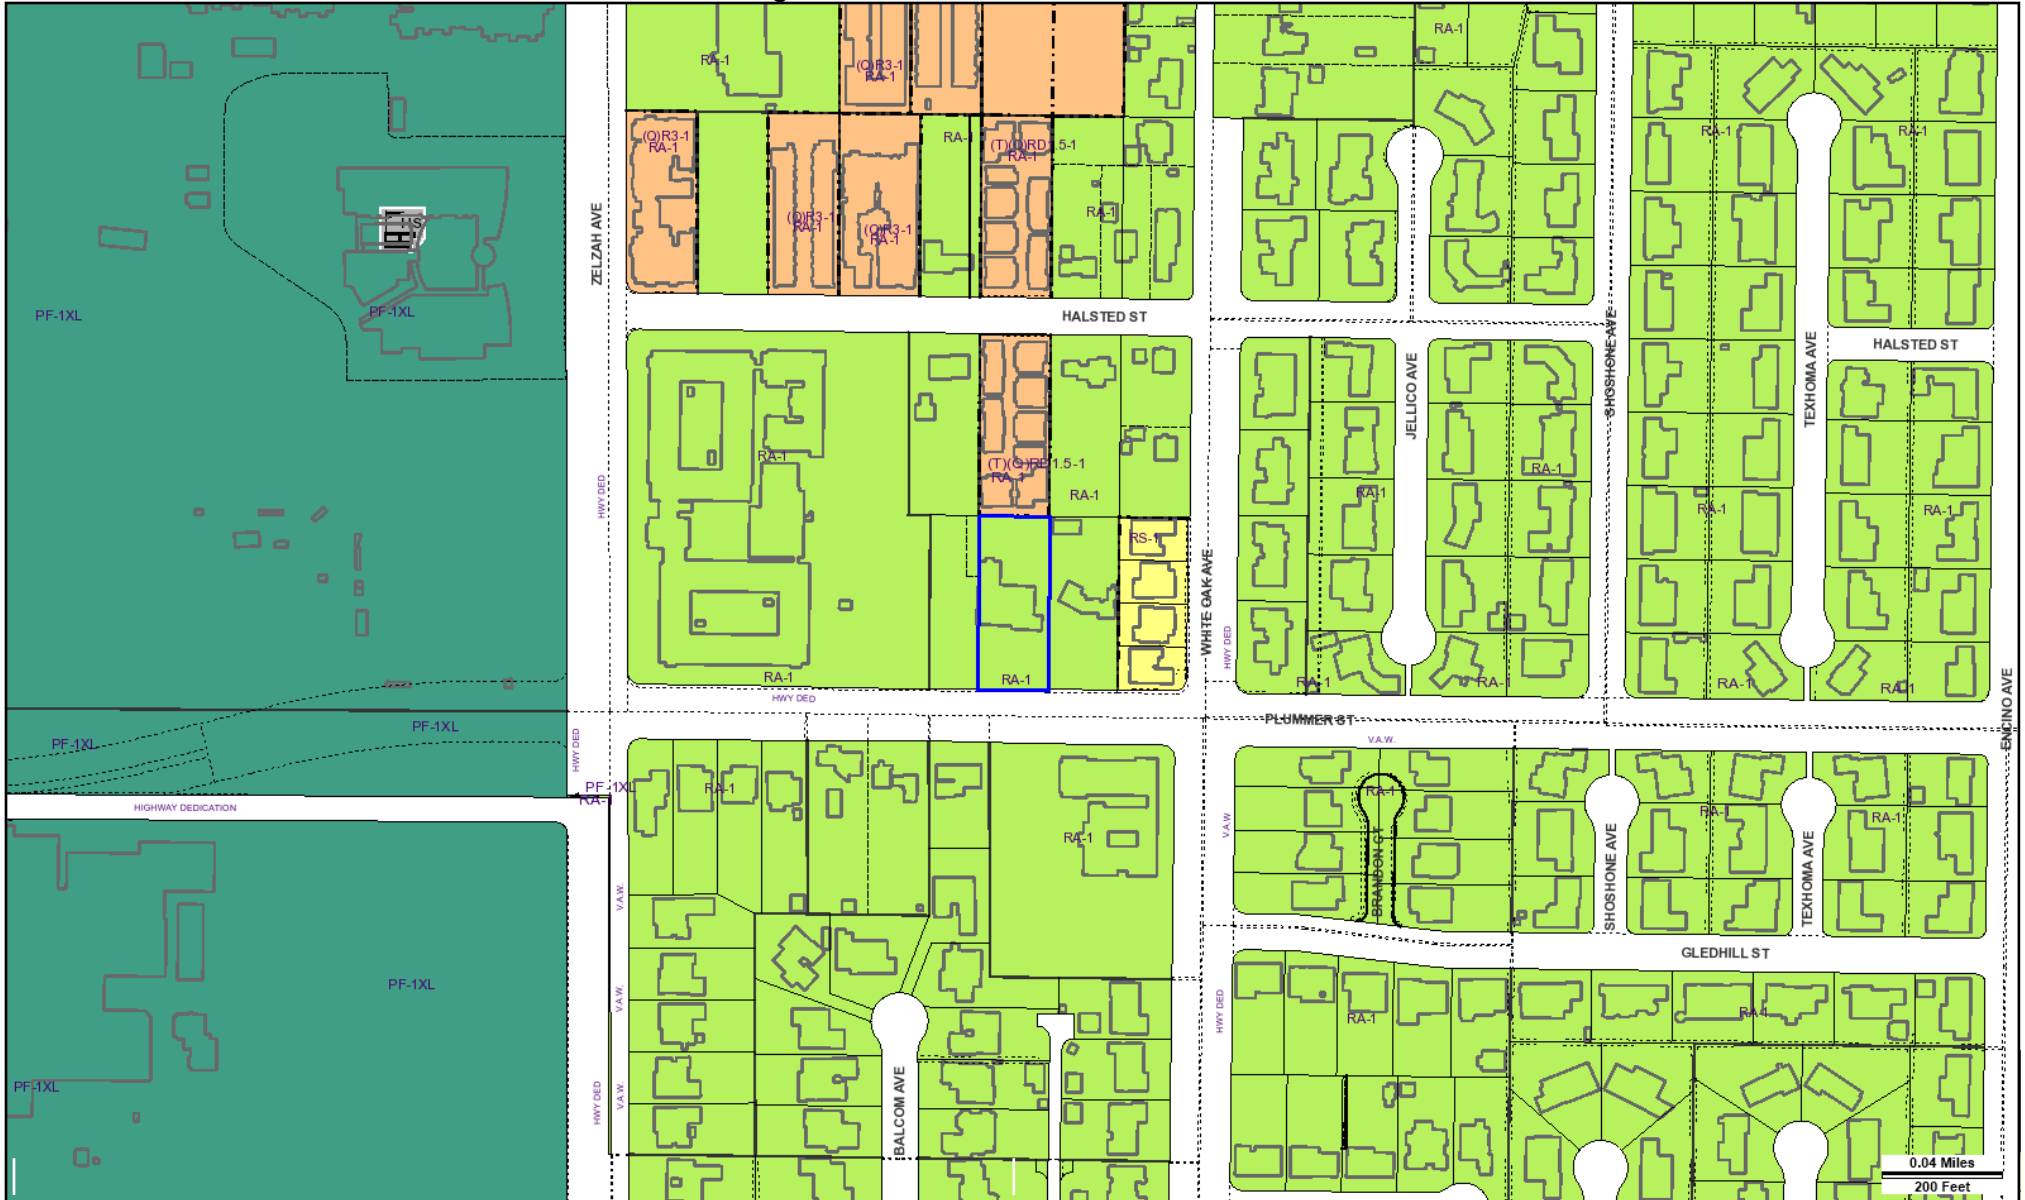 RA-1
(Q)R3-1
RA-1
RA-1
(Q)R3-1
RA-1
RA-1
(T)(Q)RD1.5-1
RA-1
RA-1
RA-1
HS
ZELZAH AVE
(Q)R3-1
RA-1
(Q)R3-1
RA-1
RA-1
PF-1XL
PF-1XL
HALSTED ST
HALSTED ST
SHOSHONE AVE
TEXHOMA AVE
JELLICO AVE
RA-1
(T)(Q)RD1.5-1
RA-1
RA-1
RA-1
RA-1
RA-1
RA-1
HWY DED
RS-1
WHITE OAK AVE
HWY DED
RA-1
RA-1
RA-1
RA-1
RA-1
RA-1
HWY DED
PLUMMER ST
ENCINO AVE
PF-1XL
PF-1XL
HWY DED
V.A.W.
PF-1XL
RA-1
RA-1
RA-1
HIGHWAY DEDICATION
RA-1
RA-1
RA-1
V.A.W
BRANDON CT
SHOSHONE AVE
TEXHOMA AVE
V.A.W.
GLEDHILL ST
PF-1XL
V.A.W.
HWY DED
RA-1
RA-1
PF-1XL
HWY DED
V.A.W.
BALCOM AVE
0.04 Miles
200 Feet